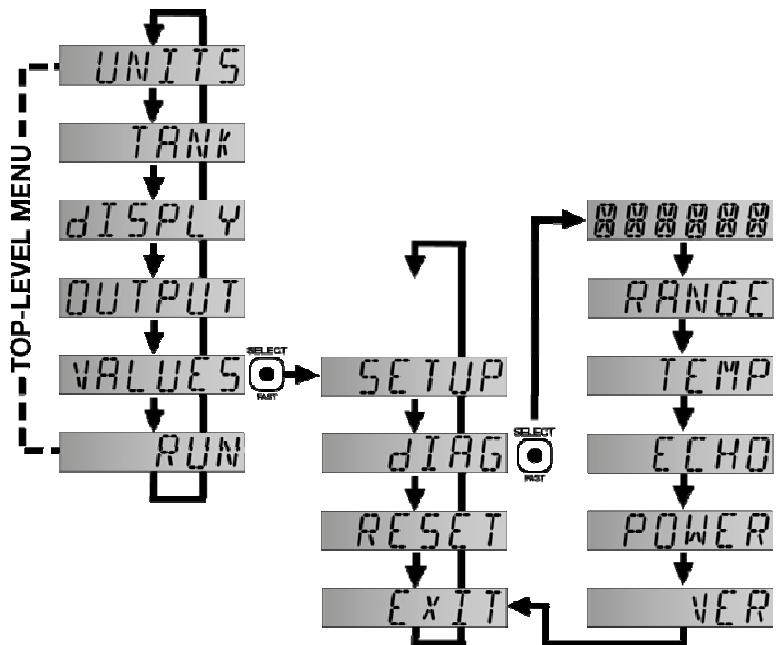 UNITS
TANK
dISPLY
OUTPUT
VALUES
RUN
TOP-LEVEL MENU
SELECT
FAST
SETUP
dIAG
RESET
ExIT
SELECT
FAST
RANGE
TEMP
ECHO
POWER
VER